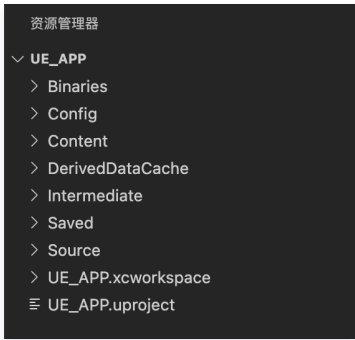 资源管理器
UE_APP
Binaries
Config
Content
DerivedDataCache
Intermediate
Saved
Source
UE_APP.xcworkspace
UE_APP.uproject